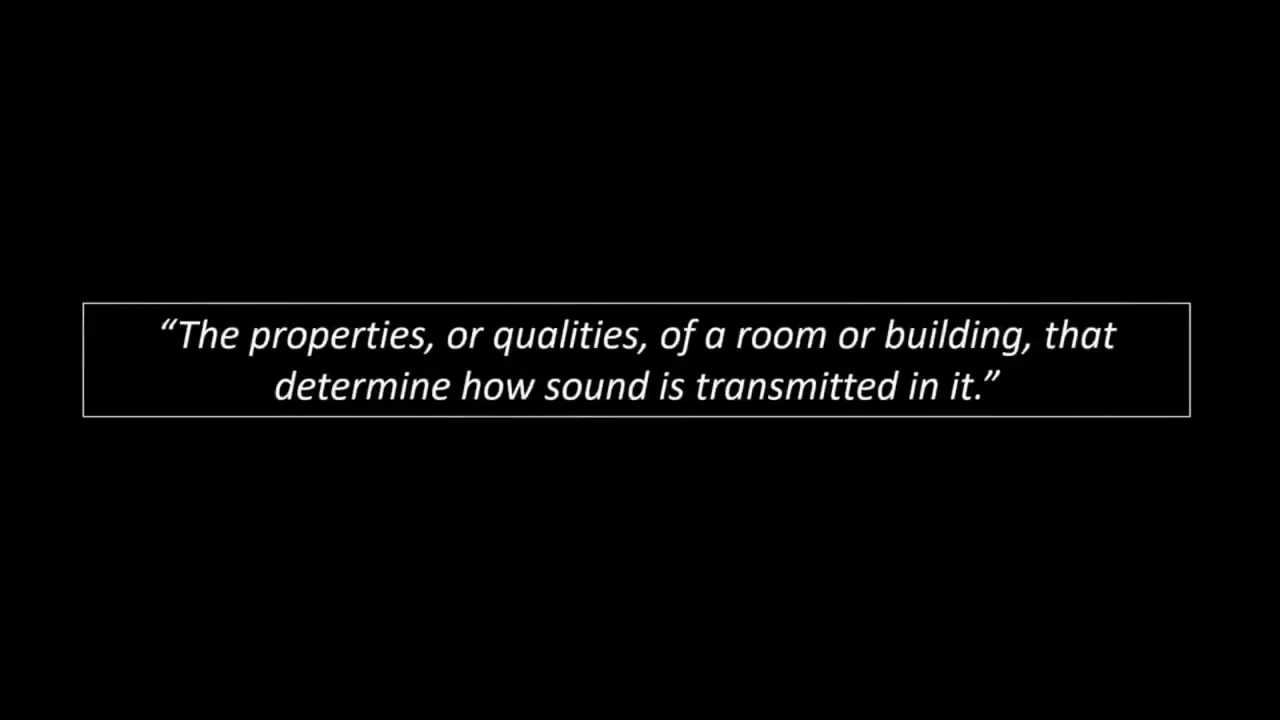 “The properties, or qualities, of a room or building, that
determine how sound is transmitted in it.”